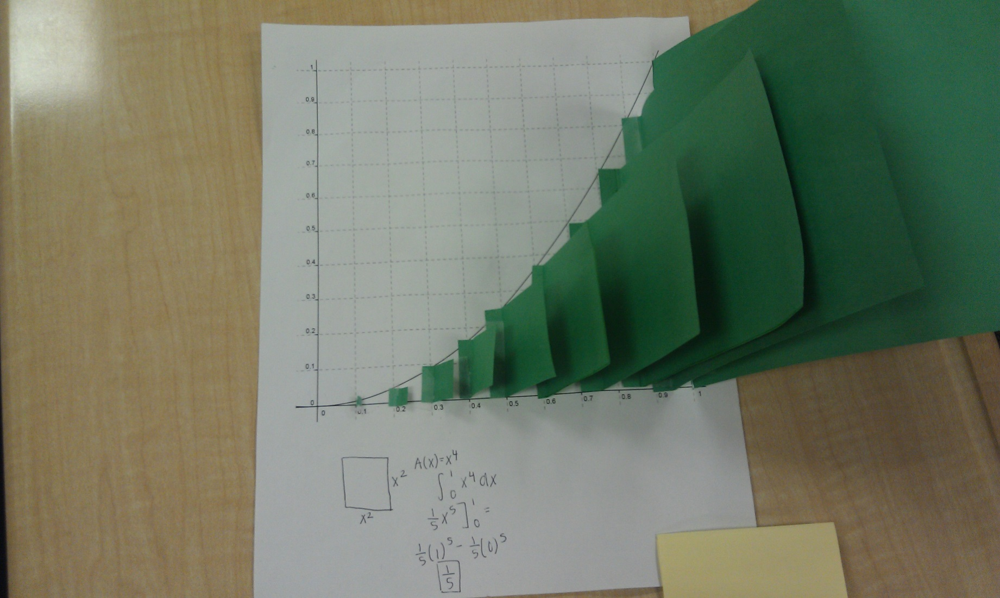 1
0.9
0.8
0.7
0.6
0.5
0.4
0.3
0.2
0.1
0
0 0.1 0.2 0.3 0.4 0.5 0.6 0.7 0.8 0.9 1
A(x)=x⁴
x²
∫₀¹ x⁴ dx
x²
1/5 x⁵]₀¹ =
1/5(1)⁵ - 1/5(0)⁵
1/5